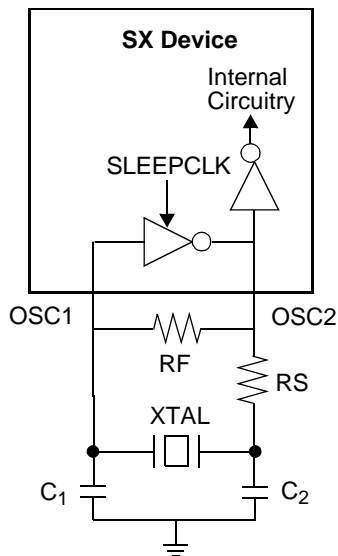 SX Device
Internal
Circuitry
SLEEPCLK
OSC1
OSC2
RF
RS
XTAL
C1
C2